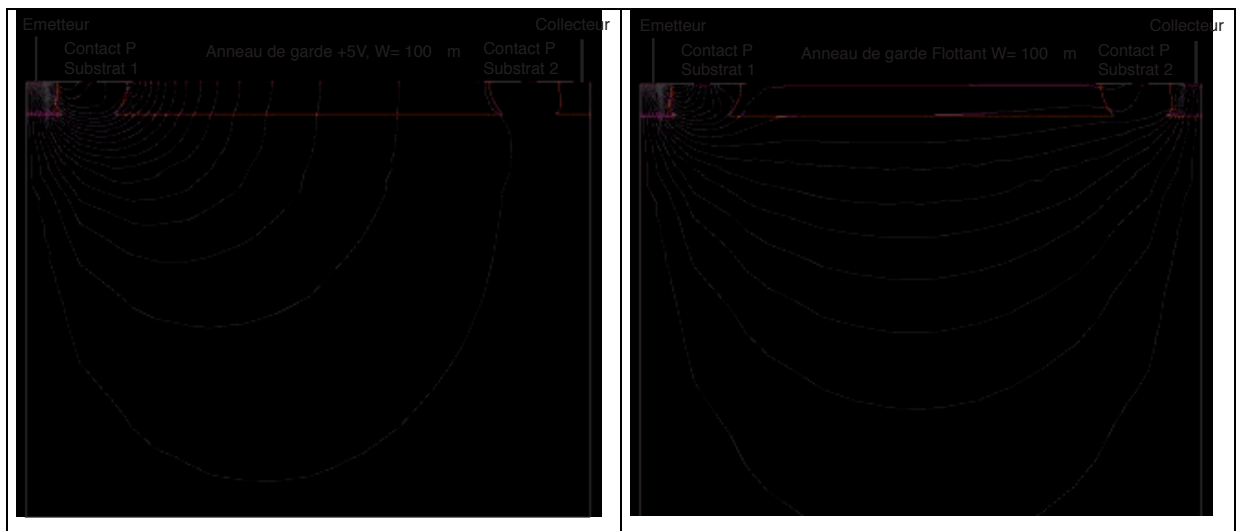 Emetteur
Collecteur
Contact P
Substrat 1
Anneau de garde +5V, W= 100 m
Contact P
Substrat 2
Emetteur
Collecteur
Contact P
Substrat 1
Anneau de garde Flottant W= 100 m
Contact P
Substrat 2